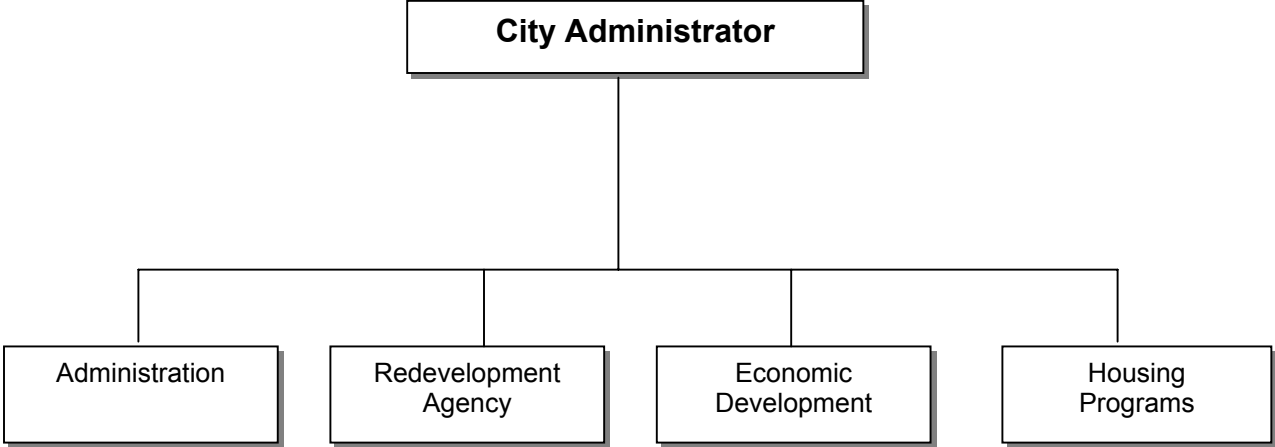 City Administrator
Administration
Redevelopment
Agency
Economic
Development
Housing
Programs